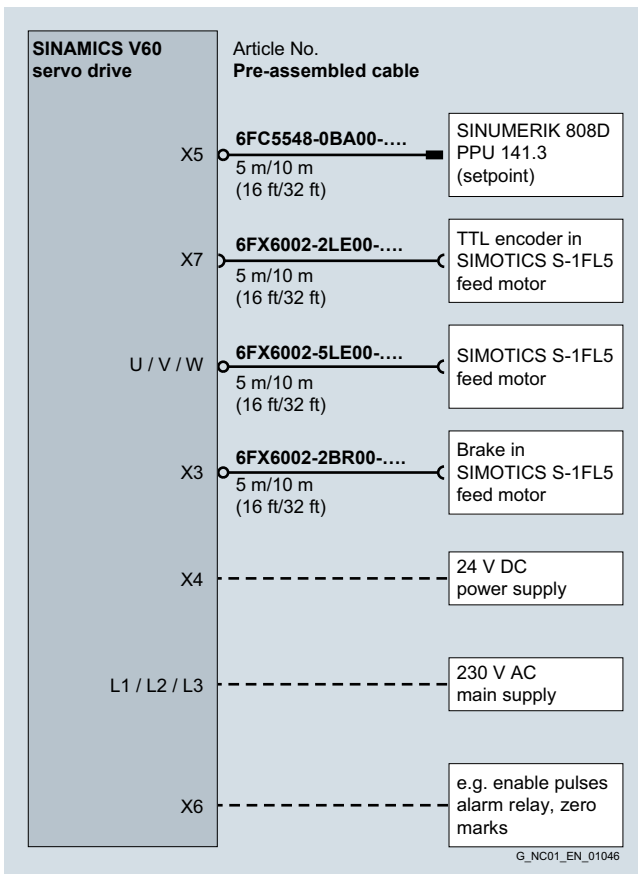 SINAMICS V60
servo drive
Article No.
Pre-assembled cable
X5
6FC5548-0BA00-....
5 m/10 m
(16 ft/32 ft)
SINUMERIK 808D
PPU 141.3
(setpoint)
X7
6FX6002-2LE00-....
5 m/10 m
(16 ft/32 ft)
TTL encoder in
SIMOTICS S-1FL5
feed motor
U / V / W
6FX6002-5LE00-....
5 m/10 m
(16 ft/32 ft)
SIMOTICS S-1FL5
feed motor
X3
6FX6002-2BR00-....
5 m/10 m
(16 ft/32 ft)
Brake in
SIMOTICS S-1FL5
feed motor
X4
24 V DC
power supply
L1 / L2 / L3
230 V AC
main supply
X6
e.g. enable pulses
alarm relay, zero
marks
G_NC01_EN_01046